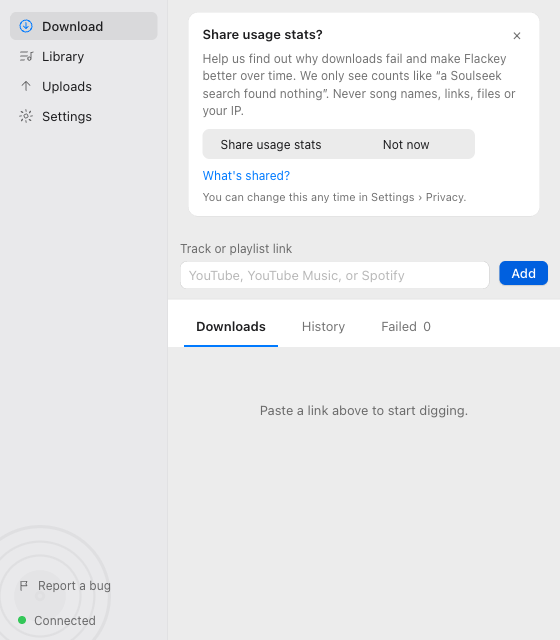 Download
Library
Uploads
Settings
Report a bug
Connected
Share usage stats?
×
Help us find out why downloads fail and make Flackey
better over time. We only see counts like “a Soulseek
search found nothing”. Never song names, links, files or
your IP.
Share usage stats
Not now
What's shared?
You can change this any time in Settings › Privacy.
Track or playlist link
YouTube, YouTube Music, or Spotify
Add
Downloads
History
Failed 0
Paste a link above to start digging.